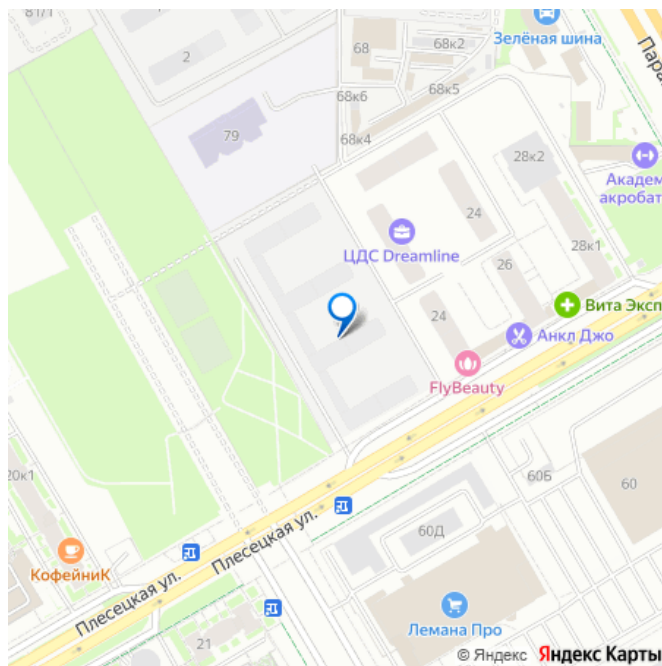 81/1
68к2
Зелёная шина
Пара
2
68
68к6
68к5
68к4
79
28к2
Академ
акробат
24
ЦДС Dreamline
28к1
26
24
Вита Эксп
Анкл Джо
FlyBeauty
20к1
60Б
60
60Д
Плесецкая ул.
КофейниК
Плесецкая ул.
Лемана Про
21
© Яндекс Яндекс Карты